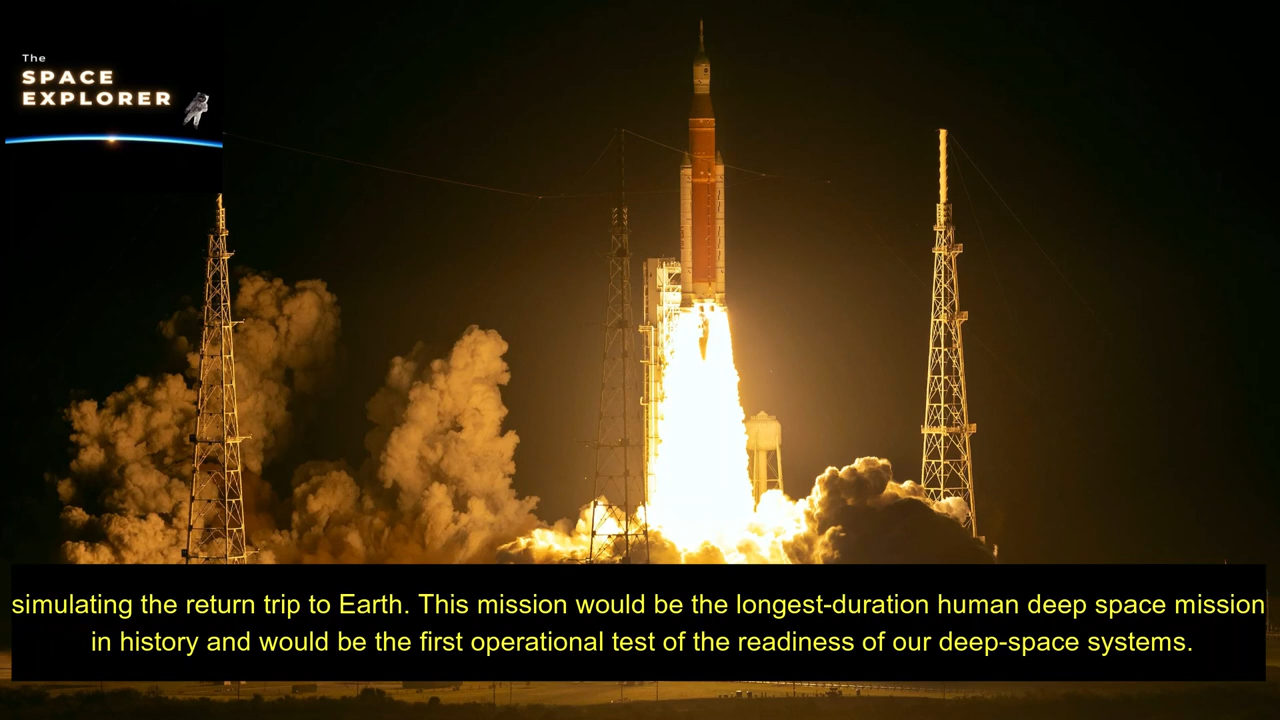 The
SPACE
EXPLORER
simulating the return trip to Earth. This mission would be the longest-duration human deep space mission
in history and would be the first operational test of the readiness of our deep-space systems.